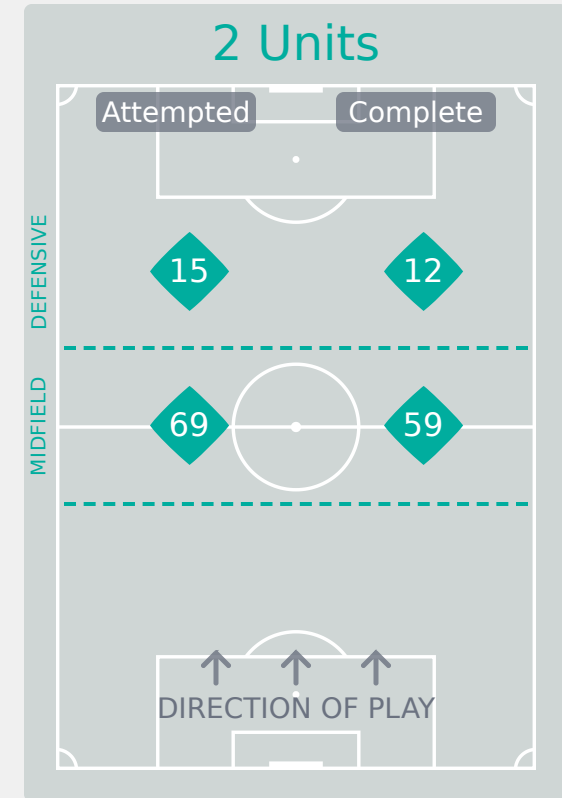 2 Units
Attempted Complete
DEFENSIVE
15 12
MIDFIELD
69 59
DIRECTION OF PLAY